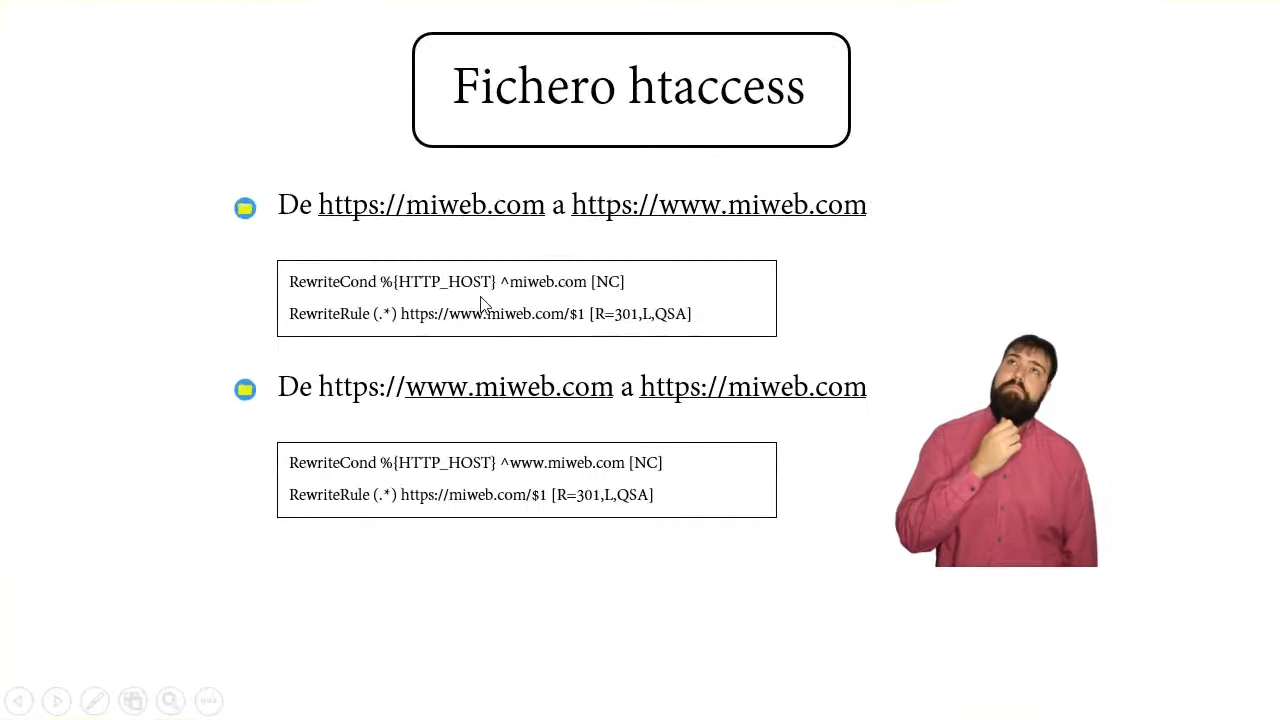 Fichero htaccess
De https://miweb.com a https://www.miweb.com
RewriteCond %{HTTP_HOST} ^miweb.com [NC]
RewriteRule (.*) https://www.miweb.com/$1 [R=301,L,QSA]
De https://www.miweb.com a https://miweb.com
RewriteCond %{HTTP_HOST} ^www.miweb.com [NC]
RewriteRule (.*) https://miweb.com/$1 [R=301,L,QSA]